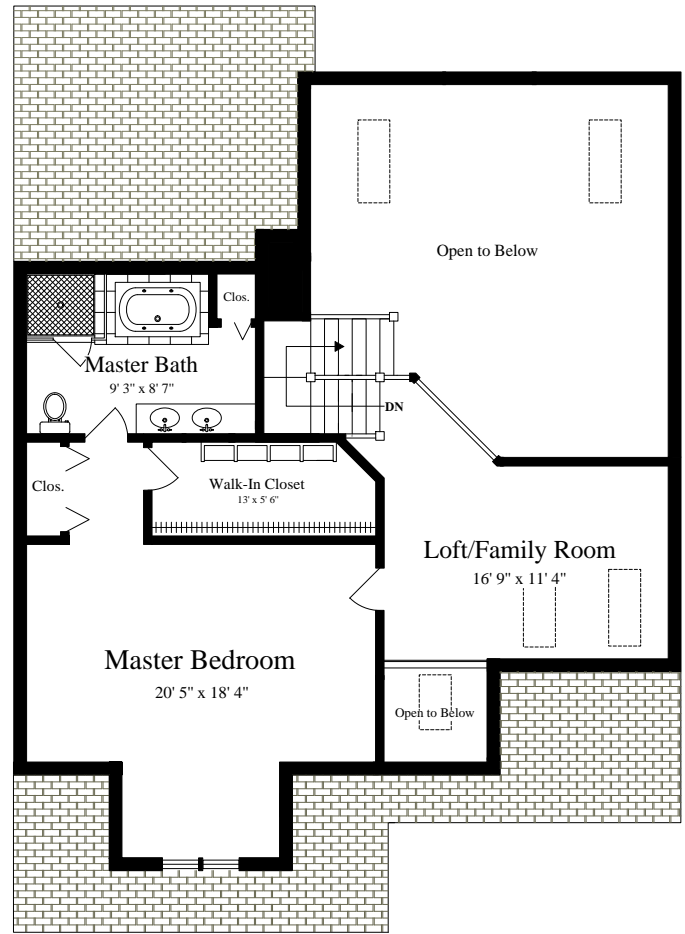 Open to Below
Clos.
Master Bath
9' 3" x 8' 7"
DN
Clos.
Walk-In Closet
13' x 5' 6"
Loft/Family Room
16' 9" x 11' 4"
Master Bedroom
20' 5" x 18' 4"
Open to Below